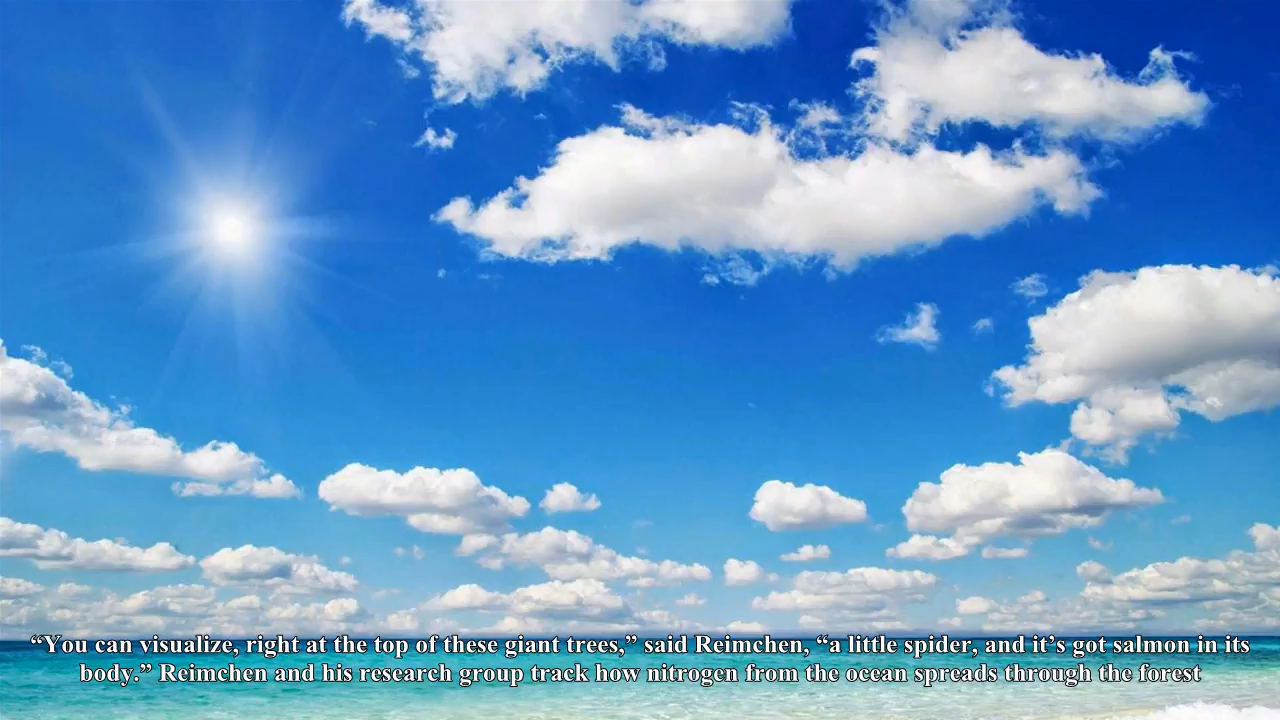 “You can visualize, right at the top of these giant trees,” said Reimchen, “a little spider, and it’s got salmon in its
body.” Reimchen and his research group track how nitrogen from the ocean spreads through the forest